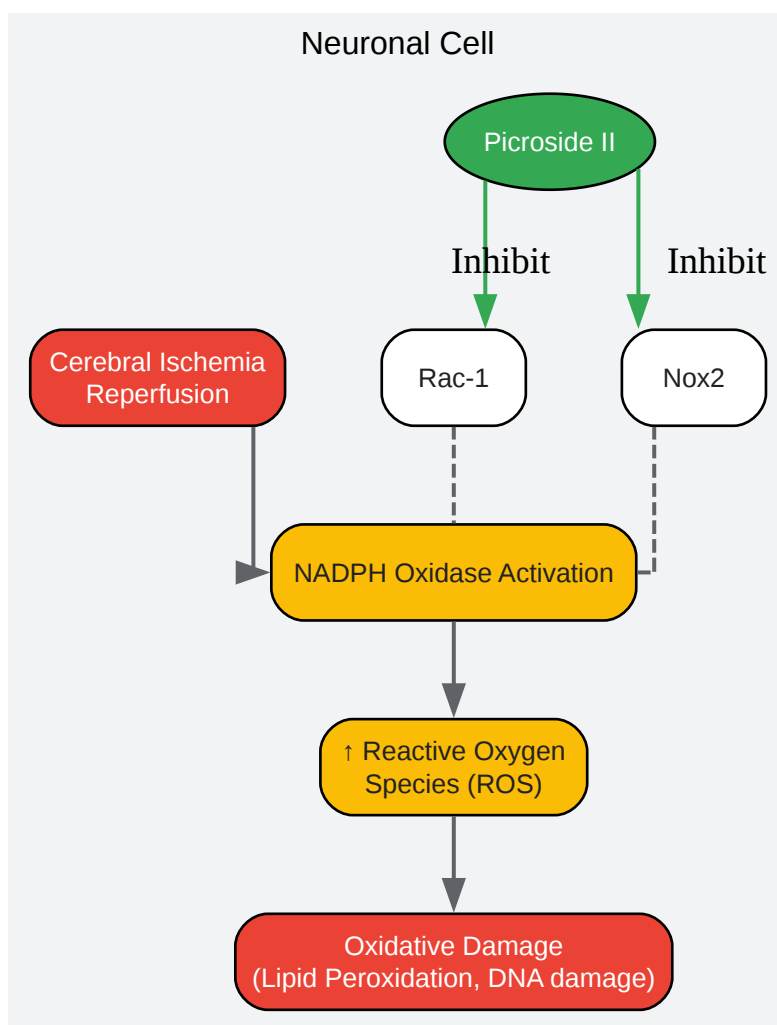 Neuronal Cell
Picroside II
Inhibit
Inhibit
Cerebral Ischemia
Reperfusion
Rac-1
Nox2
NADPH Oxidase Activation
↑ Reactive Oxygen
Species (ROS)
Oxidative Damage
(Lipid Peroxidation, DNA damage)